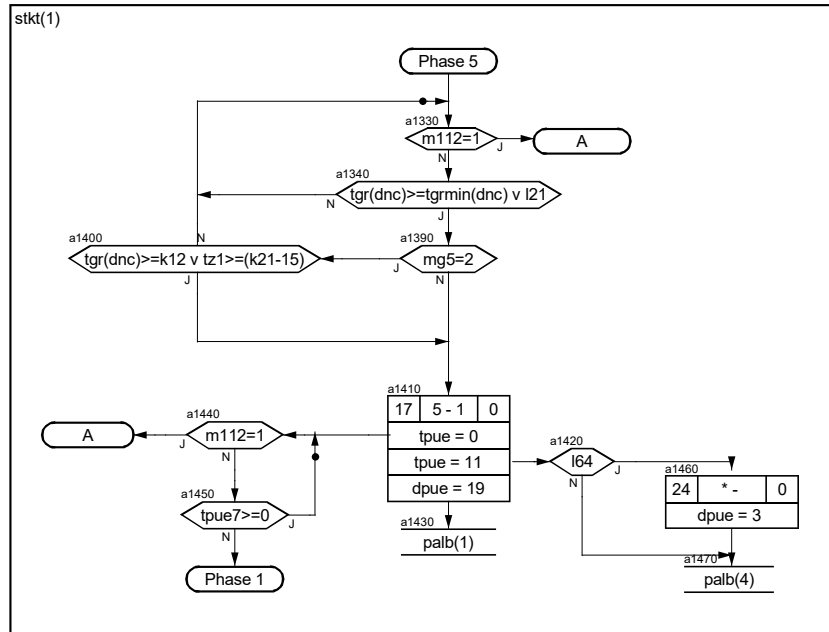 stkt(1)
Phase 5
a1330
m112=1
J
N
A
a1340
tgr(dnc)>=tgrmin(dnc) v l21
N
J
a1400
N
tgr(dnc)>=k12 v tz1>=(k21-15)
J
a1390
mg5=2
J
N
a1410
17 5 - 1 0
tpue = 0
tpue = 11
dpue = 19
a1440
m112=1
J
N
A
a1450
tpue7>=0
J
N
Phase 1
a1430
palb(1)
a1420
l64
J
N
a1460
24 * - 0
dpue = 3
a1470
palb(4)